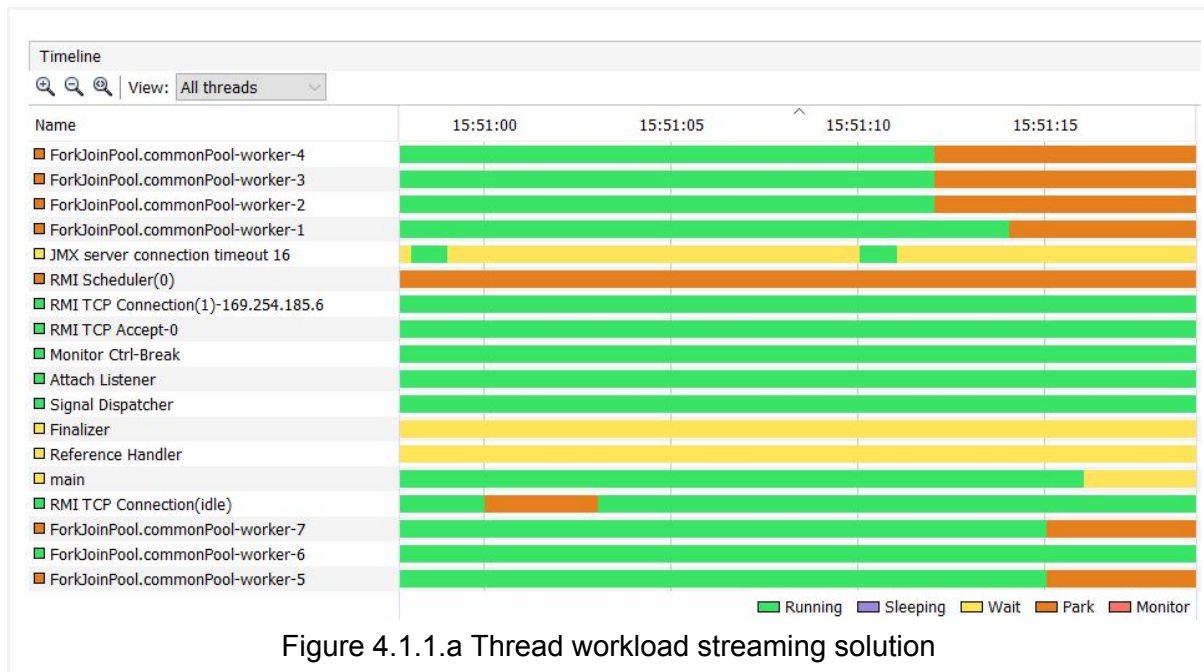 Timeline
View: All threads
Name 15:51:00 15:51:05 15:51:10 15:51:15
ForkJoinPool.commonPool-worker-4
ForkJoinPool.commonPool-worker-3
ForkJoinPool.commonPool-worker-2
ForkJoinPool.commonPool-worker-1
JMX server connection timeout 16
RMI Scheduler(0)
RMI TCP Connection(1)-169.254.185.6
RMI TCP Accept-0
Monitor Ctrl-Break
Attach Listener
Signal Dispatcher
Finalizer
Reference Handler
main
RMI TCP Connection(idle)
ForkJoinPool.commonPool-worker-7
ForkJoinPool.commonPool-worker-6
ForkJoinPool.commonPool-worker-5
Running Sleeping Wait Park Monitor
Figure 4.1.1.a Thread workload streaming solution